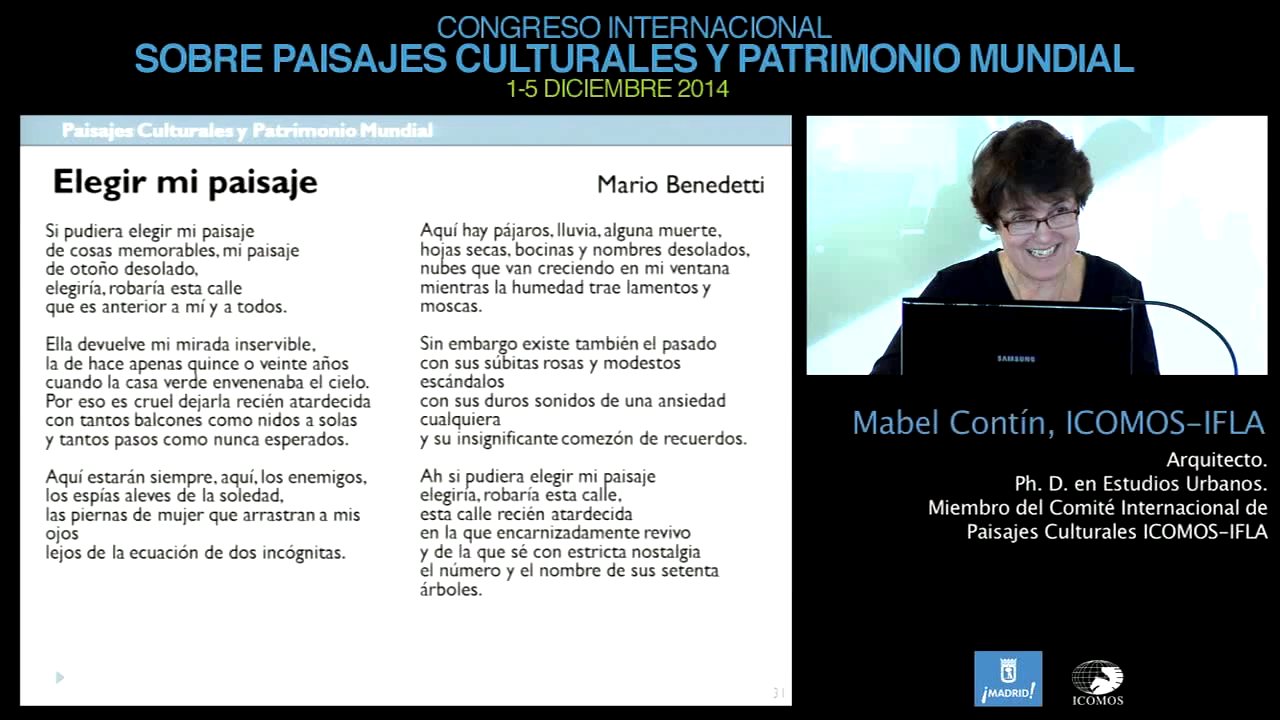 CONGRESO INTERNACIONAL
SOBRE PAISAJES CULTURALES Y PATRIMONIO MUNDIAL
1-5 DICIEMBRE 2014
Paisajes Culturales y Patrimonio Mundial
Elegir mi paisaje
Mario Benedetti
Si pudiera elegir mi paisaje
de cosas memorables, mi paisaje
de otoño desolado,
elegiría, robaría esta calle
que es anterior a mí y a todos.
Ella devuelve mi mirada inservible,
la de hace apenas quince o veinte años
cuando la casa verde envenenaba el cielo.
Por eso es cruel dejarla recién atardecida
con tantos balcones como nidos a solas
y tantos pasos como nunca esperados.
Aquí estarán siempre, aquí, los enemigos,
los espías aleves de la soledad,
las piernas de mujer que arrastran a mis
ojos
lejos de la ecuación de dos incógnitas.
Aquí hay pájaros, lluvia, alguna muerte,
hojas secas, bocinas y nombres desolados,
nubes que van creciendo en mi ventana
mientras la humedad trae lamentos y
moscas.
Sin embargo existe también el pasado
con sus súbitas rosas y modestos
escándalos
con sus duros sonidos de una ansiedad
cualquiera
y su insignificante comezón de recuerdos.
Ah si pudiera elegir mi paisaje
elegiría, robaría esta calle,
esta calle recién atardecida
en la que encarnizadamente revivo
y de la que sé con estricta nostalgia
el número y el nombre de sus setenta
árboles.
31
SAMSUNG
Mabel Contín, ICOMOS-IFLA
Arquitecto.
Ph. D. en Estudios Urbanos.
Miembro del Comité Internacional de
Paisajes Culturales ICOMOS-IFLA
¡MADRID!
ICOMOS